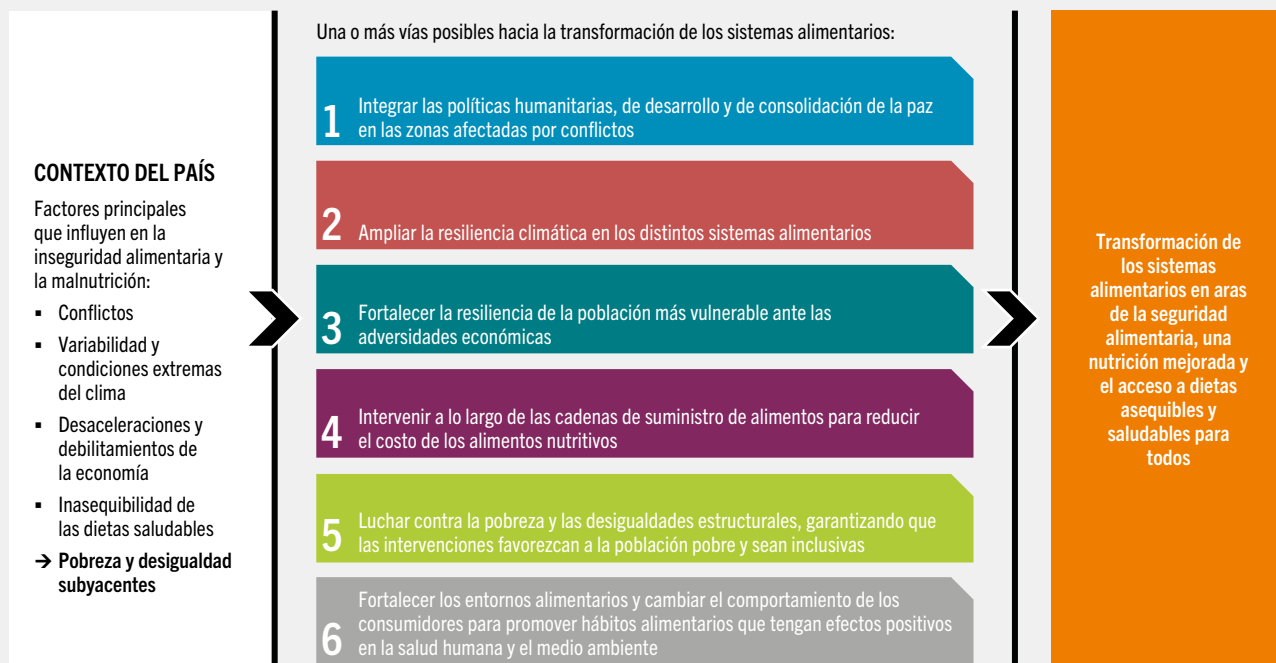 CONTEXTO DEL PAÍS
Factores principales
que influyen en la
inseguridad alimentaria y
la malnutrición:
▪ Conflictos
▪ Variabilidad y
condiciones extremas
del clima
▪ Desaceleraciones y
debilitamientos de
la economía
▪ Inasequibilidad de
las dietas saludables
→ Pobreza y desigualdad
subyacentes
Una o más vías posibles hacia la transformación de los sistemas alimentarios:
1 Integrar las políticas humanitarias, de desarrollo y de consolidación de la paz
en las zonas afectadas por conflictos
2 Ampliar la resiliencia climática en los distintos sistemas alimentarios
3 Fortalecer la resiliencia de la población más vulnerable ante las
adversidades económicas
4 Intervenir a lo largo de las cadenas de suministro de alimentos para reducir
el costo de los alimentos nutritivos
5 Luchar contra la pobreza y las desigualdades estructurales, garantizando que
las intervenciones favorezcan a la población pobre y sean inclusivas
6 Fortalecer los entornos alimentarios y cambiar el comportamiento de los
consumidores para promover hábitos alimentarios que tengan efectos positivos
en la salud humana y el medio ambiente
Transformación de
los sistemas
alimentarios en aras
de la seguridad
alimentaria, una
nutrición mejorada y
el acceso a dietas
asequibles y
saludables para
todos